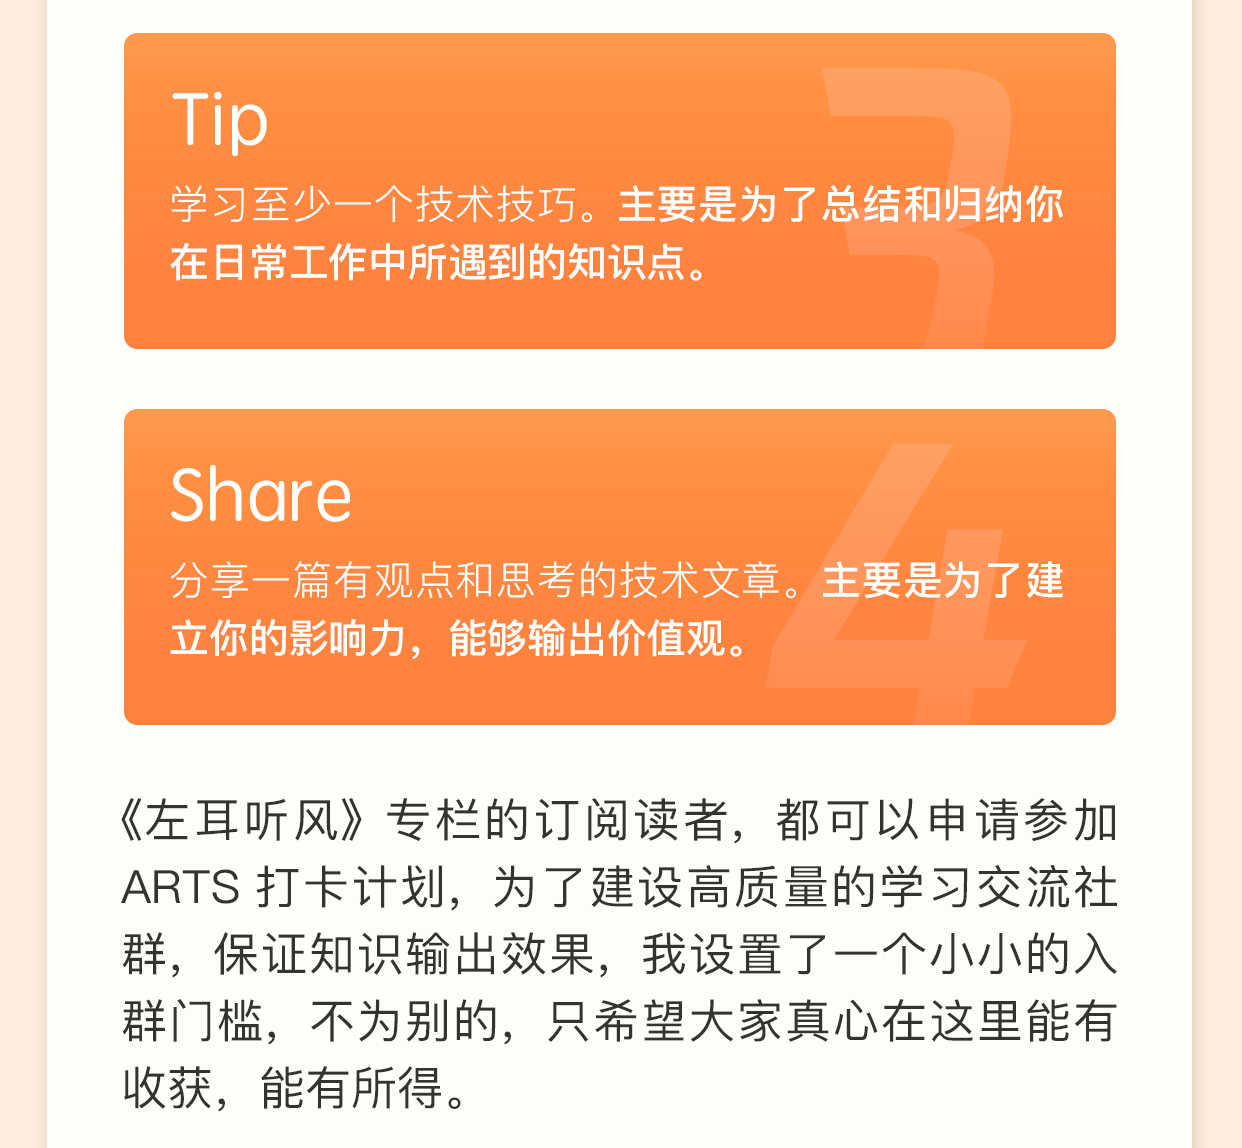 3
Tip
学习至少一个技术技巧。主要是为了总结和归纳你
在日常工作中所遇到的知识点。
4
Share
分享一篇有观点和思考的技术文章。主要是为了建
立你的影响力，能够输出价值观。
《左耳听风》专栏的订阅读者，都可以申请参加
ARTS 打卡计划，为了建设高质量的学习交流社
群，保证知识输出效果，我设置了一个小小的入
群门槛，不为别的，只希望大家真心在这里能有
收获，能有所得。